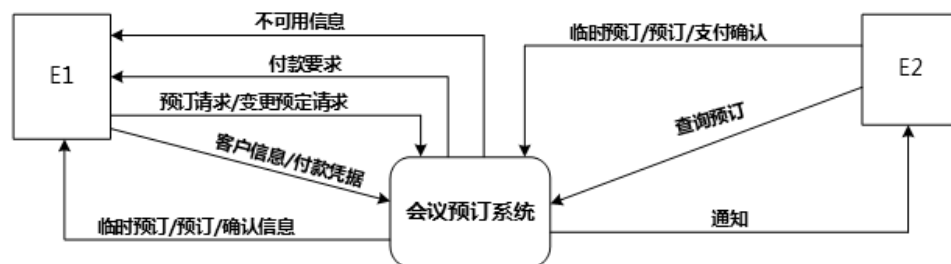 不可用信息
临时预订/预订/支付确认
E1
付款要求
E2
预订请求/变更预定请求
查询预订
客户信息/付款凭据
会议预订系统
临时预订/预订/确认信息
通知